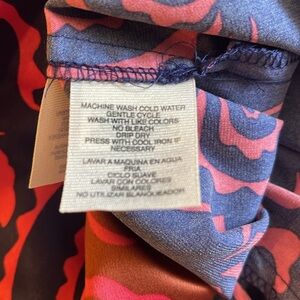 MACHINE WASH COLD WATER
GENTLE CYCLE
WASH WITH LIKE COLORS
NO BLEACH
DRIP DRY
PRESS WITH COOL IRON IF
NECESSARY
LAVAR A MAQUINA EN AGUA
FRIA
CICLO SUAVE
LAVAR CON COLORES
SIMILARES
NO UTILIZAR BLANQUEADOR